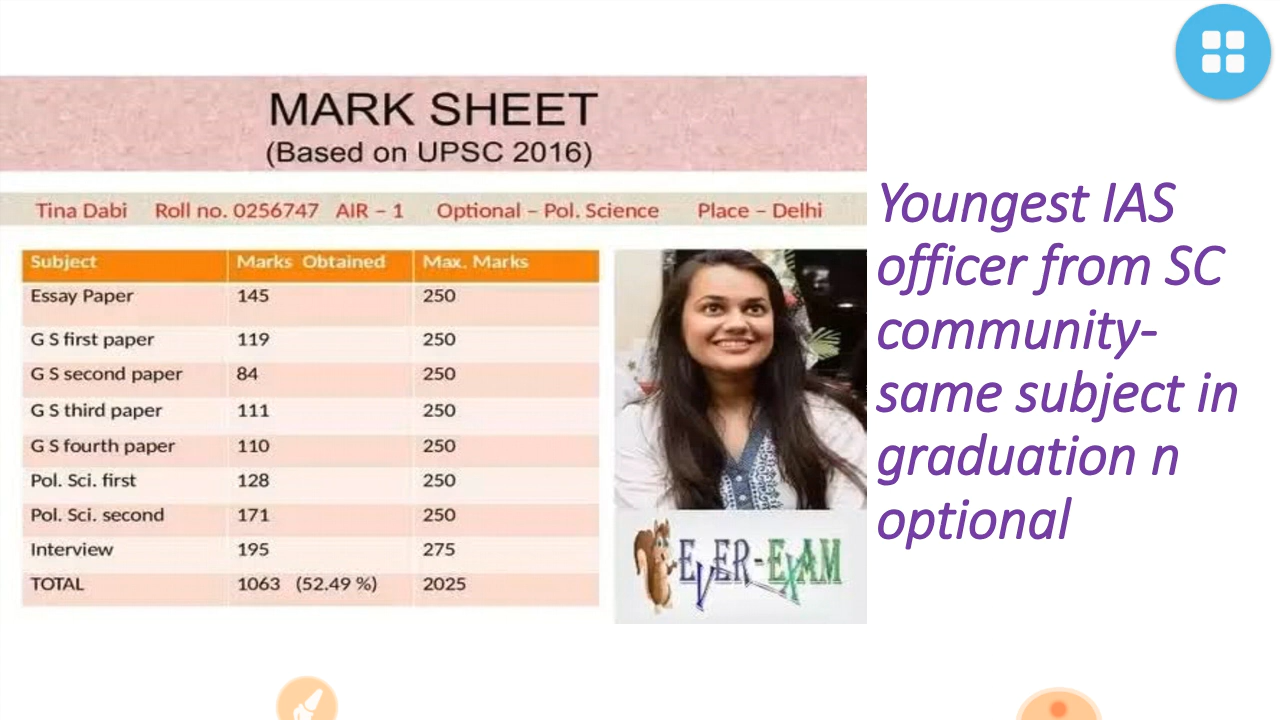 MARK SHEET
(Based on UPSC 2016)
Tina Dabi Roll no. 0256747 AIR – 1 Optional – Pol. Science Place – Delhi
Subject Marks Obtained Max. Marks
Essay Paper 145 250
G S first paper 119 250
G S second paper 84 250
G S third paper 111 250
G S fourth paper 110 250
Pol. Sci. first 128 250
Pol. Sci. second 171 250
Interview 195 275
TOTAL 1063 (52.49 %) 2025
EVER-EXAM
Youngest IAS
officer from SC
community-
same subject in
graduation n
optional